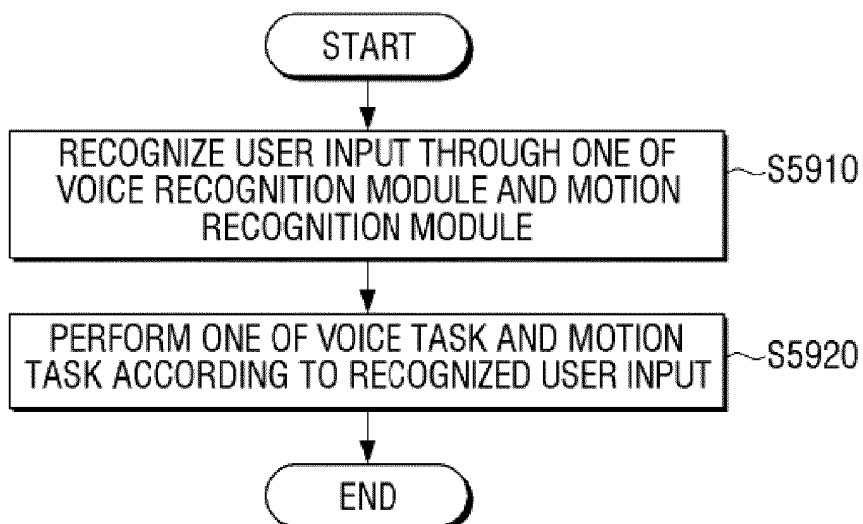 START
RECOGNIZE USER INPUT THROUGH ONE OF
VOICE RECOGNITION MODULE AND MOTION
RECOGNITION MODULE
S5910
PERFORM ONE OF VOICE TASK AND MOTION
TASK ACCORDING TO RECOGNIZED USER INPUT
S5920
END